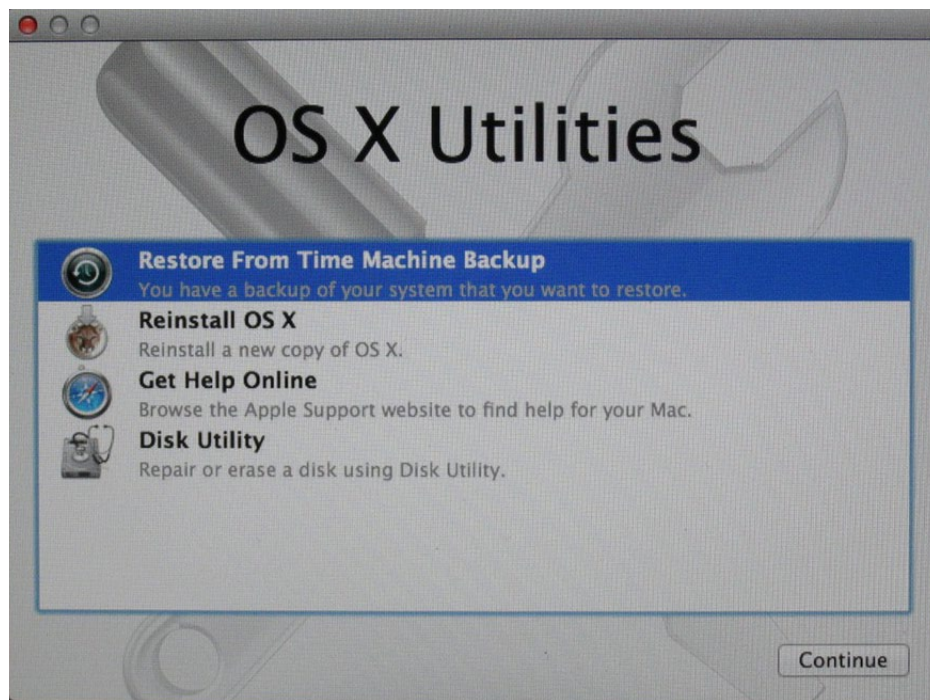 OS X Utilities
Restore From Time Machine Backup
You have a backup of your system that you want to restore.
Reinstall OS X
Reinstall a new copy of OS X.
Get Help Online
Browse the Apple Support website to find help for your Mac.
Disk Utility
Repair or erase a disk using Disk Utility.
Continue